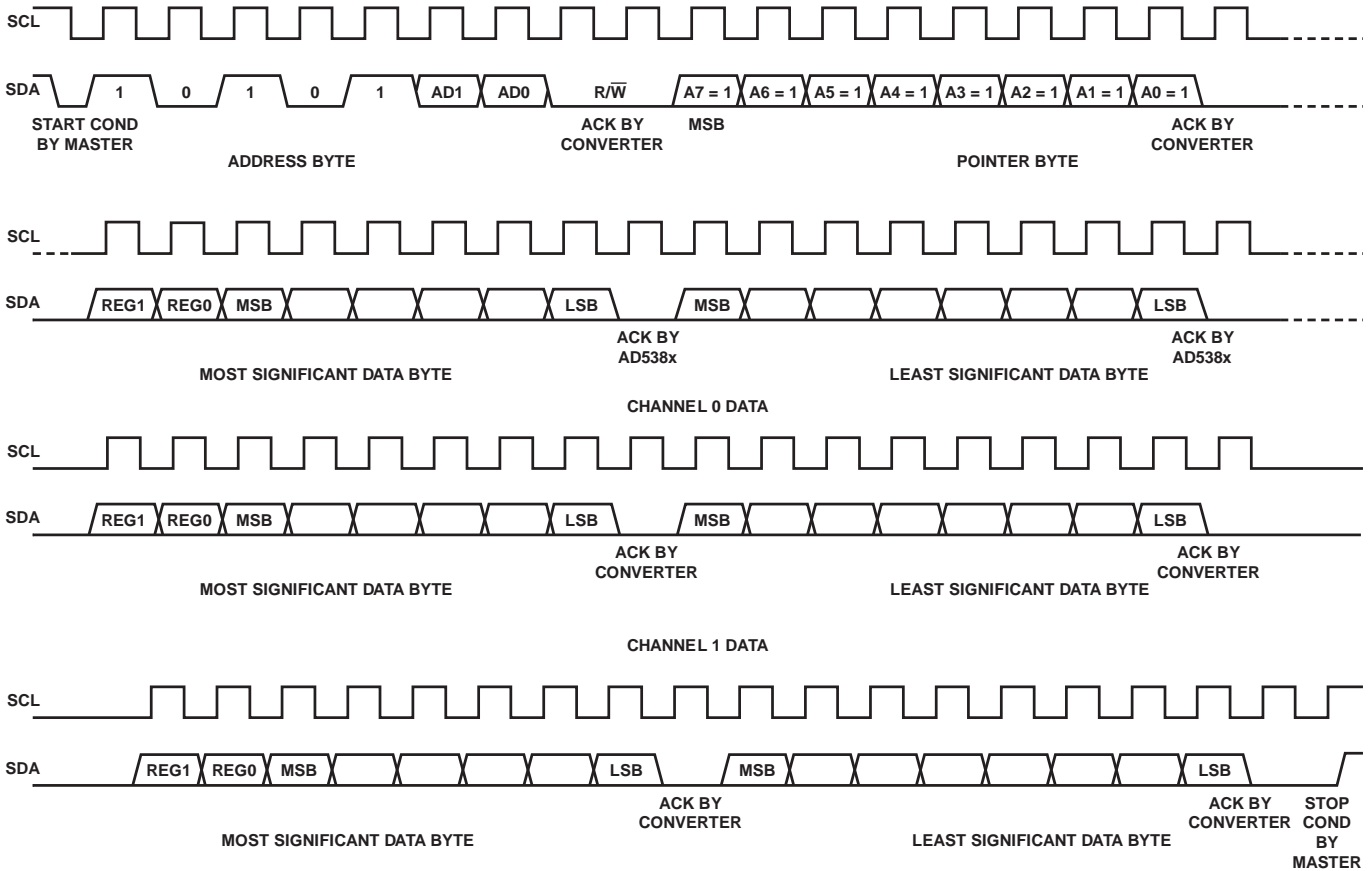 SCL
SDA 1 0 1 0 1 AD1 AD0 R/W̅ A7 = 1 A6 = 1 A5 = 1 A4 = 1 A3 = 1 A2 = 1 A1 = 1 A0 = 1
START COND ACK BY MSB ACK BY
BY MASTER CONVERTER CONVERTER
ADDRESS BYTE POINTER BYTE
SCL
SDA REG1 REG0 MSB LSB MSB LSB
ACK BY ACK BY
AD538x AD538x
MOST SIGNIFICANT DATA BYTE LEAST SIGNIFICANT DATA BYTE
CHANNEL 0 DATA
SCL
SDA REG1 REG0 MSB LSB MSB LSB
ACK BY ACK BY
CONVERTER CONVERTER
MOST SIGNIFICANT DATA BYTE LEAST SIGNIFICANT DATA BYTE
CHANNEL 1 DATA
SCL
SDA REG1 REG0 MSB LSB MSB LSB
ACK BY ACK BY STOP
CONVERTER CONVERTER COND
MOST SIGNIFICANT DATA BYTE LEAST SIGNIFICANT DATA BYTE BY
MASTER